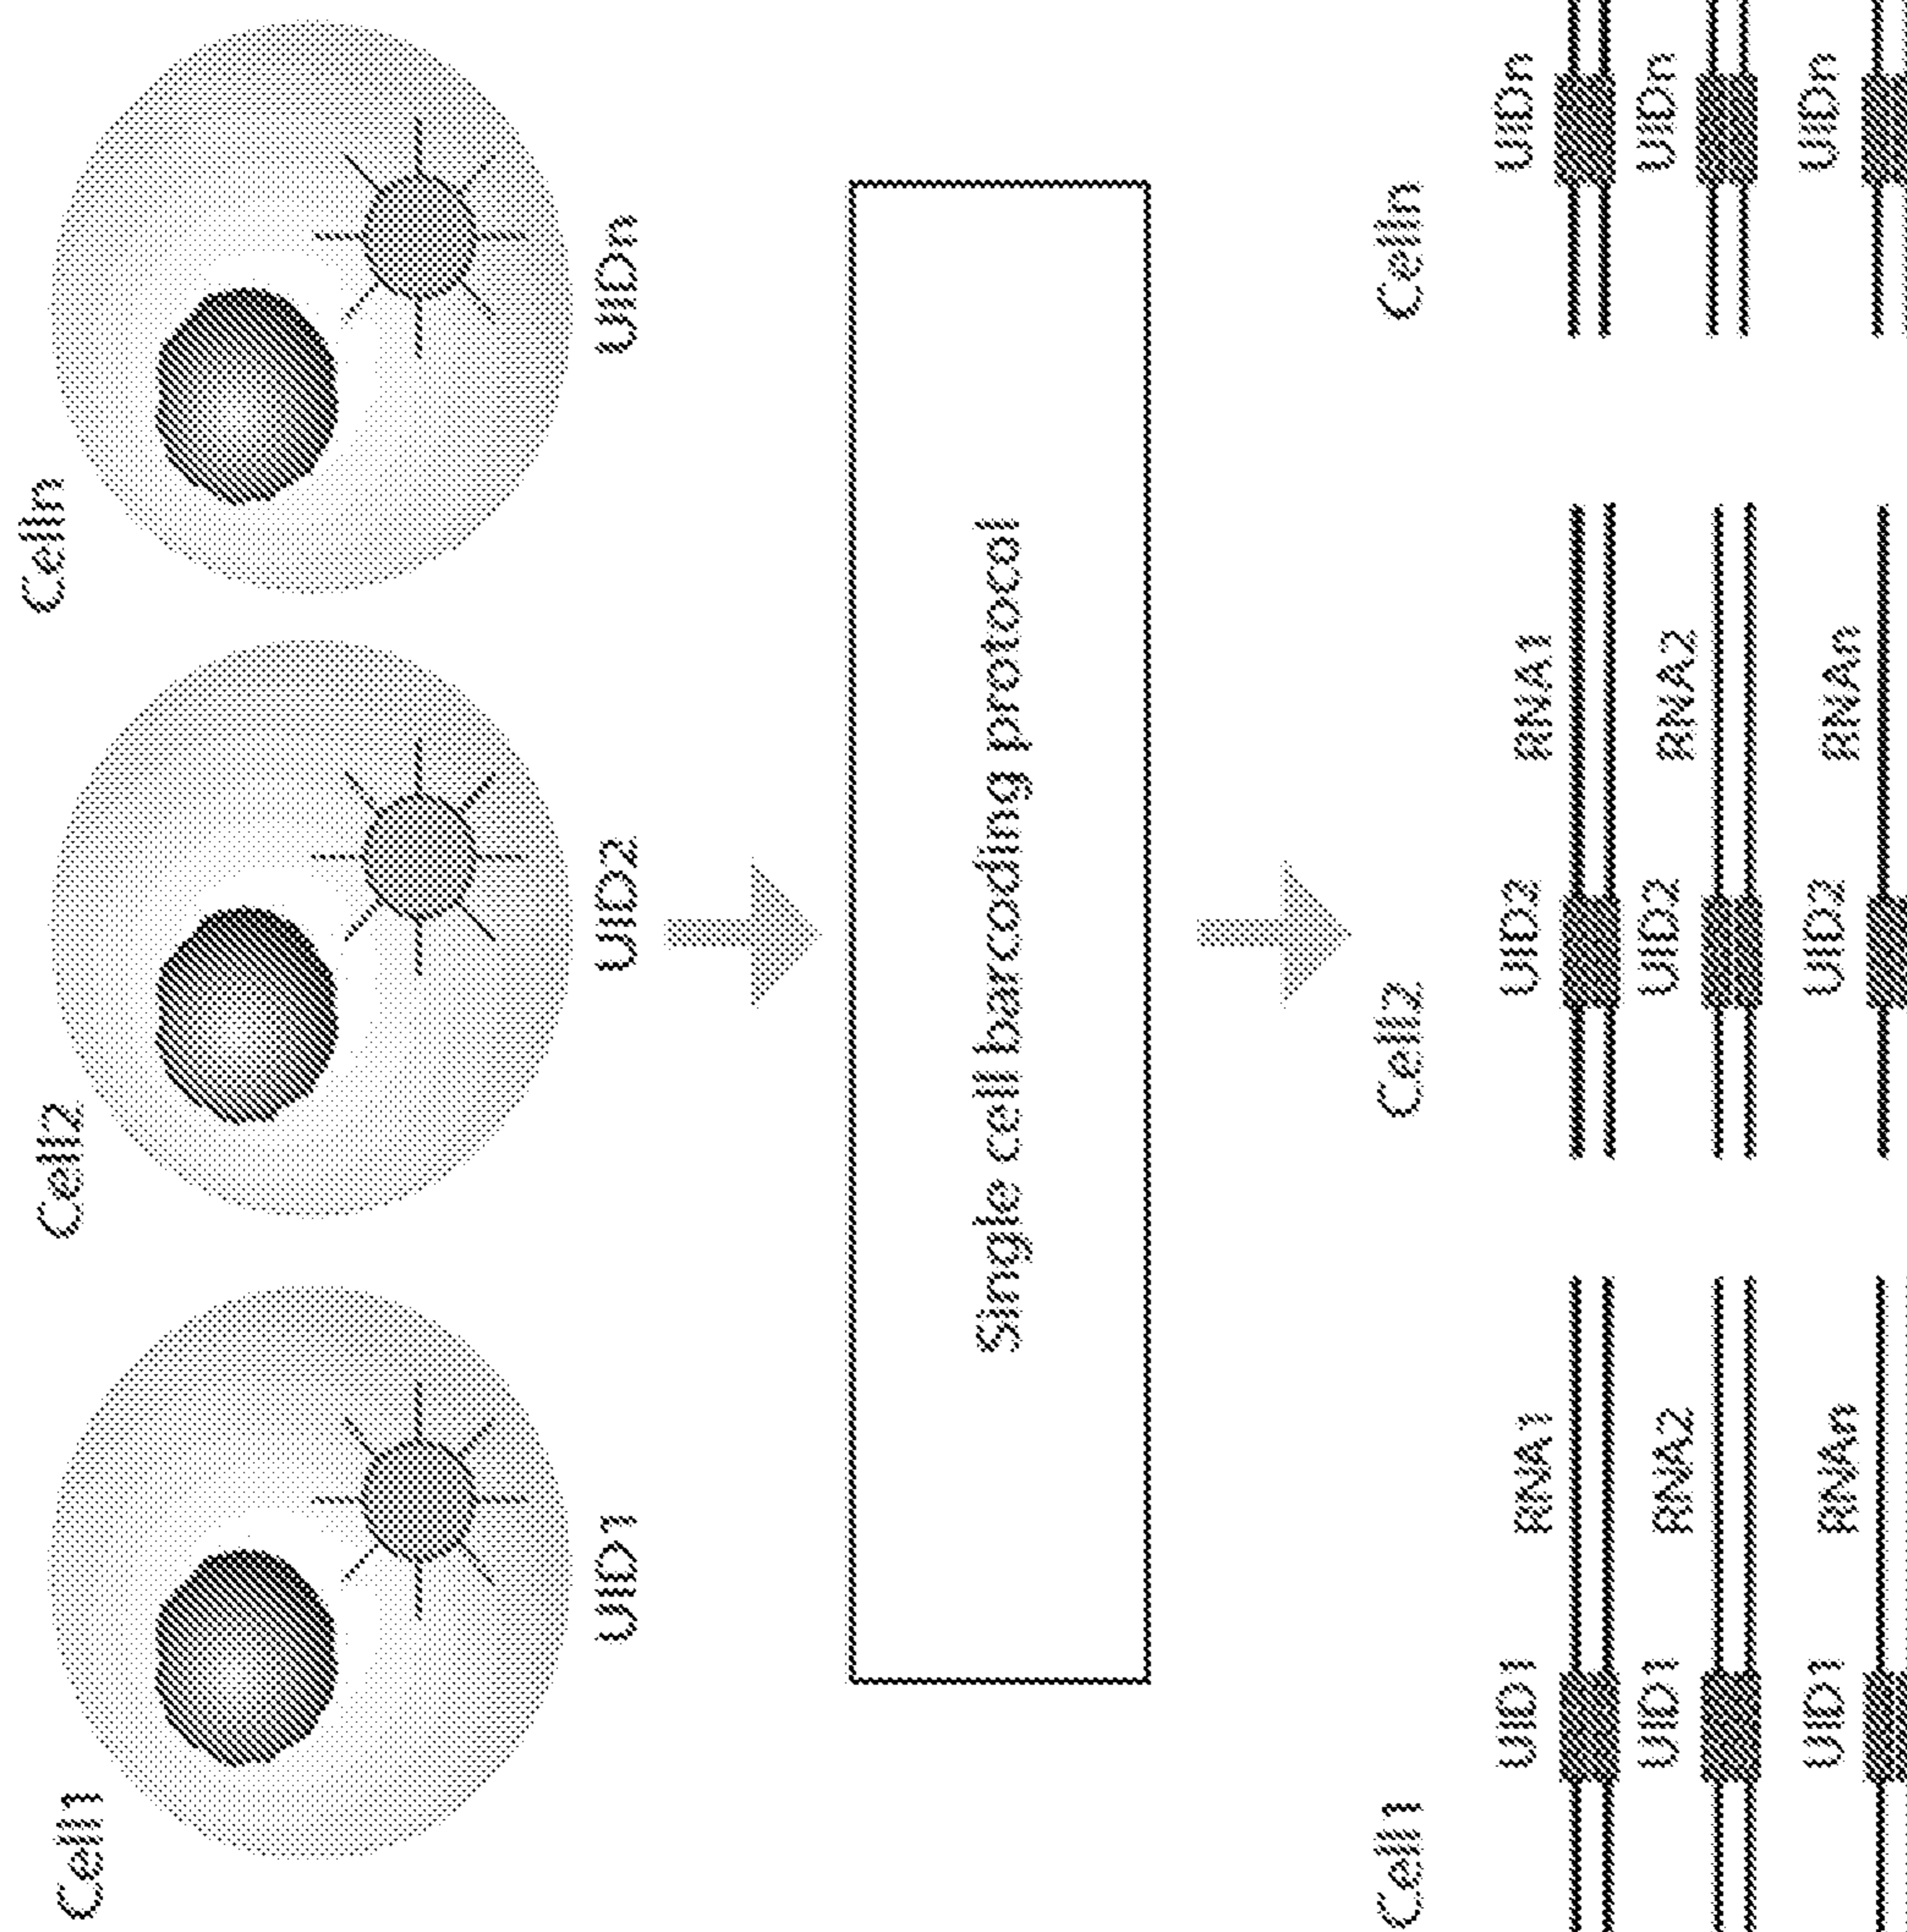 Cell1 Cell2 Celln
UID1 UID2 UIDn
Single cell barcoding protocal
Cell1 Cell2 Celln
UID1 RNA1 UID2 RNA1 UIDn
UID1 RNA2 UID2 RNA2 UIDn
UID1 RNAn UID2 RNAn UIDn